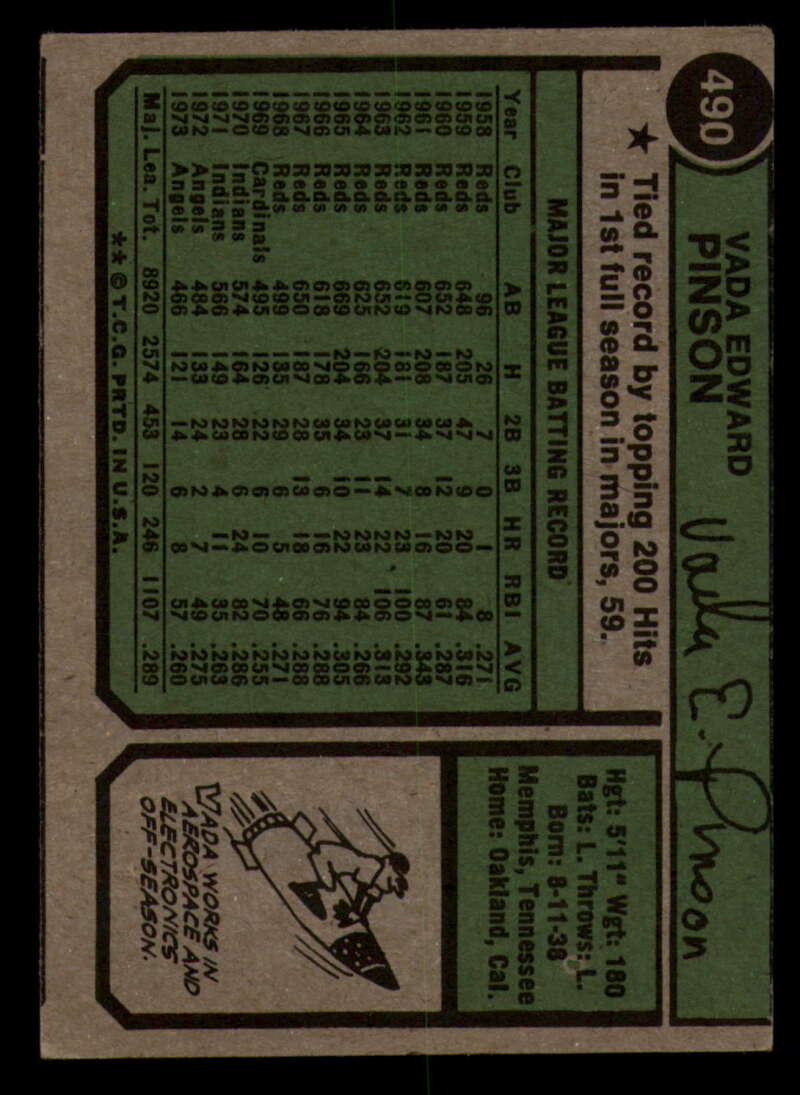 490
VADA EDWARD
PINSON
Vada E. Pinson
★ Tied record by topping 200 Hits
in 1st full season in majors, 59.
MAJOR LEAGUE BATTING RECORD
Year Club AB H 2B 3B HR RBI AVG
1958 Reds 96 26 7 0 1 8 .271
1959 Reds 648 205 47 9 20 84 .316
1960 Reds 652 187 37 12 20 61 .287
1961 Reds 607 208 34 8 16 87 .343
1962 Reds 619 181 31 7 23 100 .292
1963 Reds 652 204 37 14 22 106 .313
1964 Reds 625 166 23 11 23 84 .266
1965 Reds 669 204 34 10 22 94 .305
1966 Reds 618 178 35 6 16 76 .288
1967 Reds 650 187 28 13 18 66 .288
1968 Reds 499 135 29 6 5 48 .271
1969 Cardinals 495 126 22 6 10 70 .255
1970 Indians 574 164 28 6 24 82 .286
1971 Indians 566 149 23 4 11 35 .263
1972 Angels 484 133 24 2 7 49 .275
1973 Angels 466 121 14 6 8 57 .260
Maj. Lea. Tot. 8920 2574 453 120 246 1107 .289
**©T.C.G. PRTD. IN U.S.A.
Hgt: 5'11" Wgt: 180
Bats: L. Throws: L.
Born: 8-11-38
Memphis, Tennessee
Home: Oakland, Cal.
VADA WORKS IN
AEROSPACE AND
ELECTRONICS
OFF-SEASON.